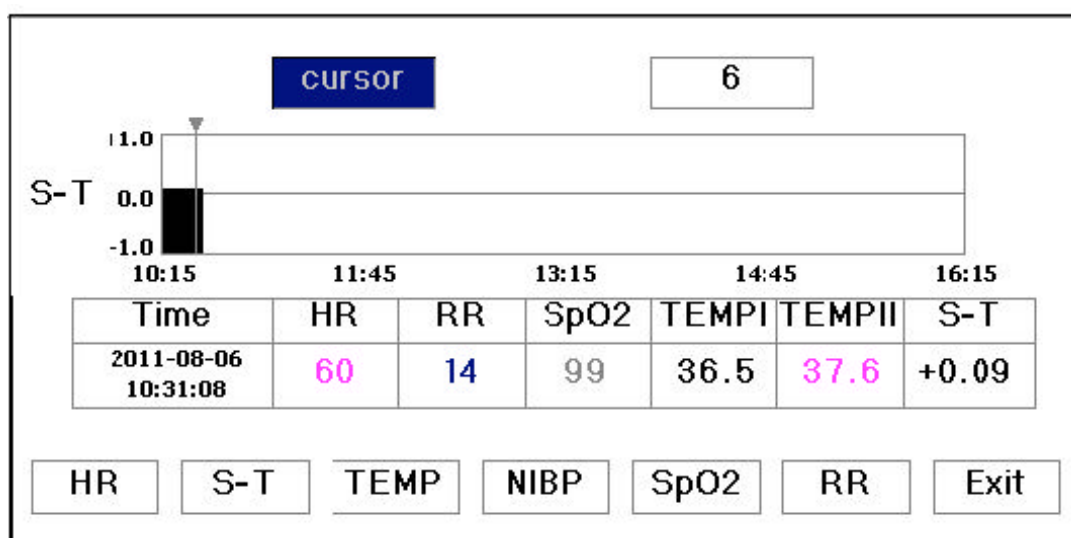 cursor 6
+1.0
S-T 0.0
-1.0
10:15 11:45 13:15 14:45 16:15
Time HR RR SpO2 TEMPI TEMPII S-T
2011-08-06
10:31:08 60 14 99 36.5 37.6 +0.09
HR S-T TEMP NIBP SpO2 RR Exit